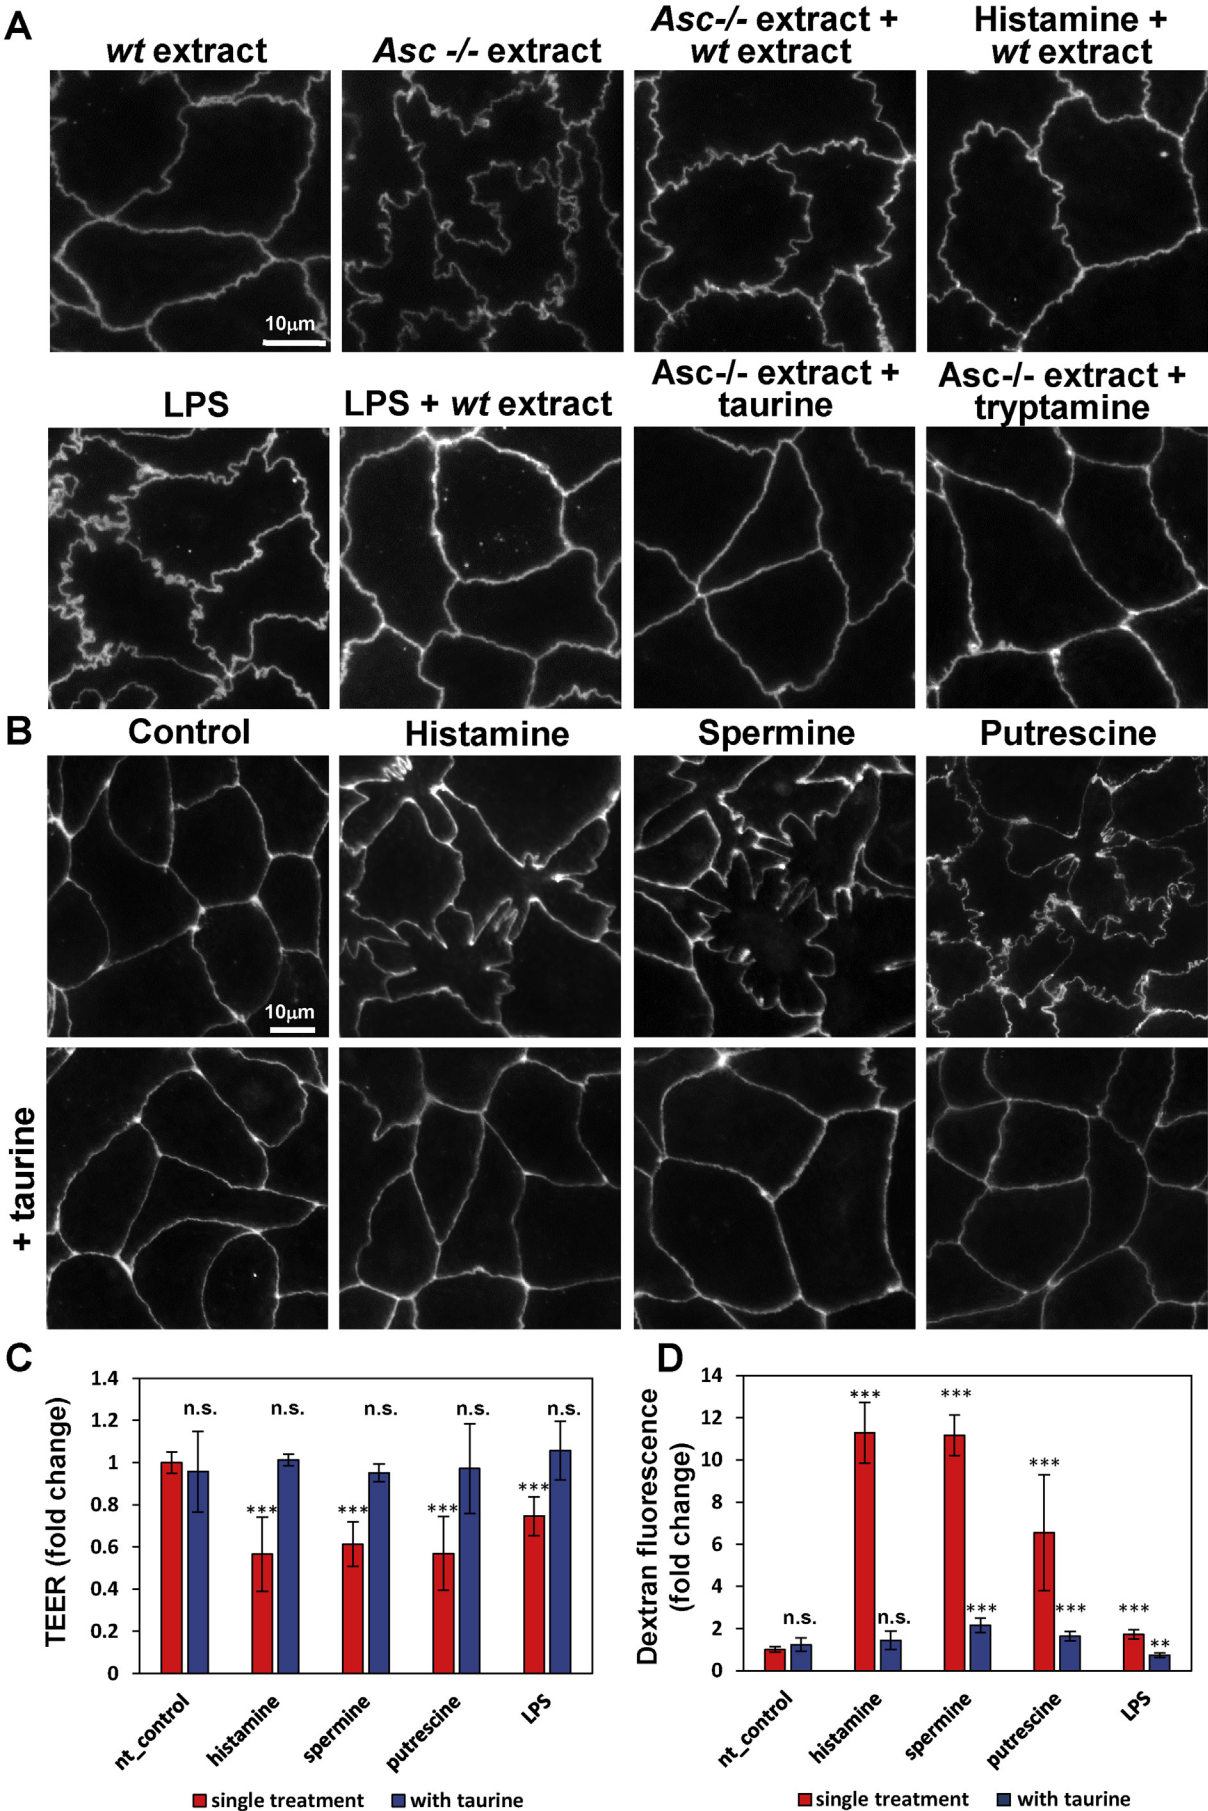 A
wt extract
Asc -/- extract
Asc-/- extract +
wt extract
Histamine +
wt extract
10μm
LPS
LPS + wt extract
Asc-/- extract +
taurine
Asc-/- extract +
tryptamine
B
Control
Histamine
Spermine
Putrescine
10μm
+ taurine
C
TEER (fold change)
1.4
1.2
1
0.8
0.6
0.4
0.2
0
n.s.
n.s.
n.s.
n.s.
n.s.
***
***
***
***
nt_control
histamine
spermine
putrescine
LPS
single treatment
with taurine
D
Dextran fluorescence
(fold change)
14
12
10
8
6
4
2
0
n.s.
***
n.s.
***
***
***
***
***
**
nt_control
histamine
spermine
putrescine
LPS
single treatment
with taurine